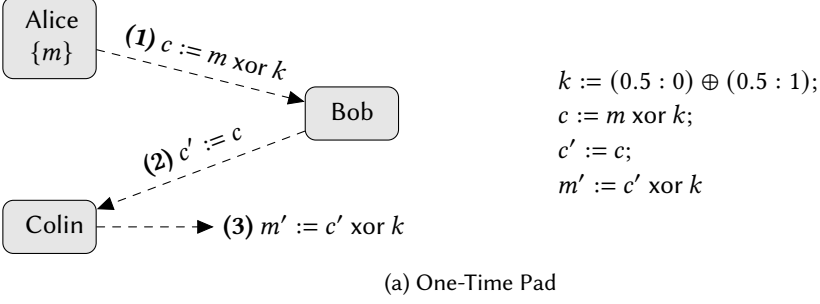 Alice
{m}
(1) c := m xor k
Bob
(2) c′ := c
Colin
(3) m′ := c′ xor k
k := (0.5 : 0) ⊕ (0.5 : 1);
c := m xor k;
c′ := c;
m′ := c′ xor k
(a) One-Time Pad